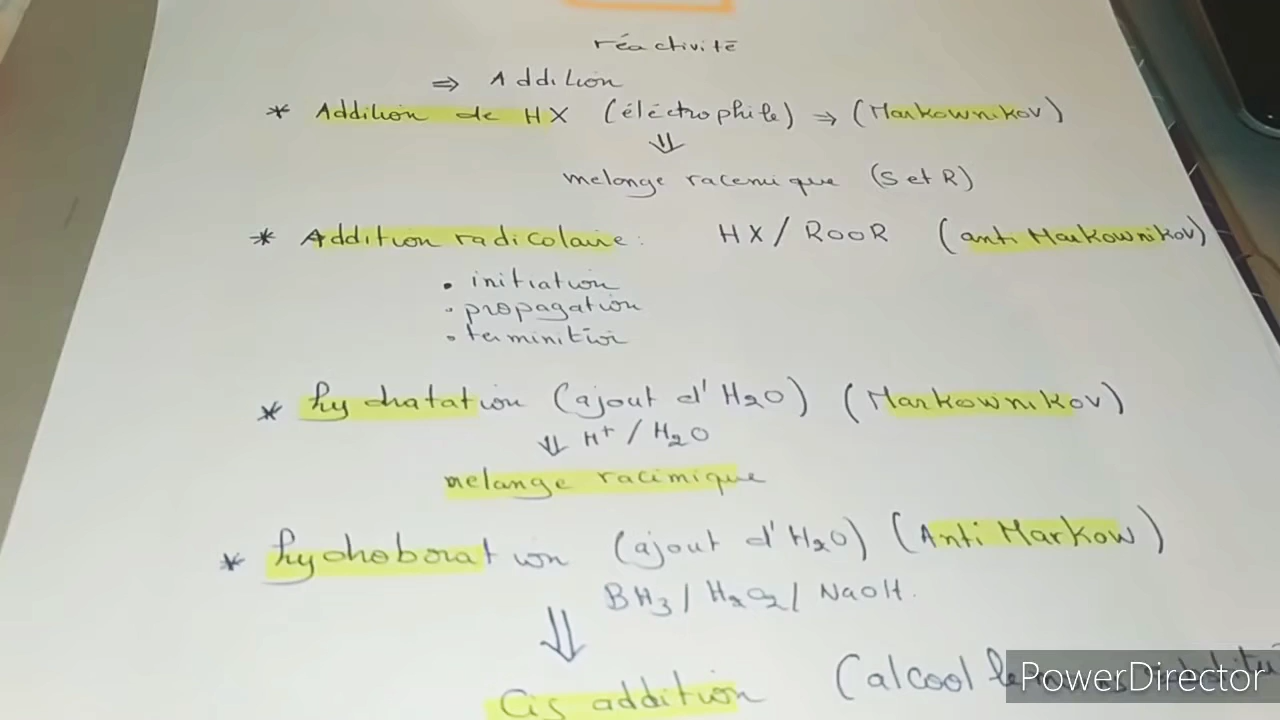 réactivité
⇒ Addition
* Addition de HX (éléctrophile) → (Markownikov)
⇓
melange racemique (S et R)
* Addition radicolaire: HX / ROOR (anti Markownikov)
• initiation
• propagation
• terminition
* hydratation (ajout d'H2O) (Markownikov)
⇓ H+ / H2O
melange racimique
* hydroboration (ajout d'H2O) (Anti Markow)
BH3 / H2O2 / NaOH.
⇓
Cis addition (alcool
PowerDirector